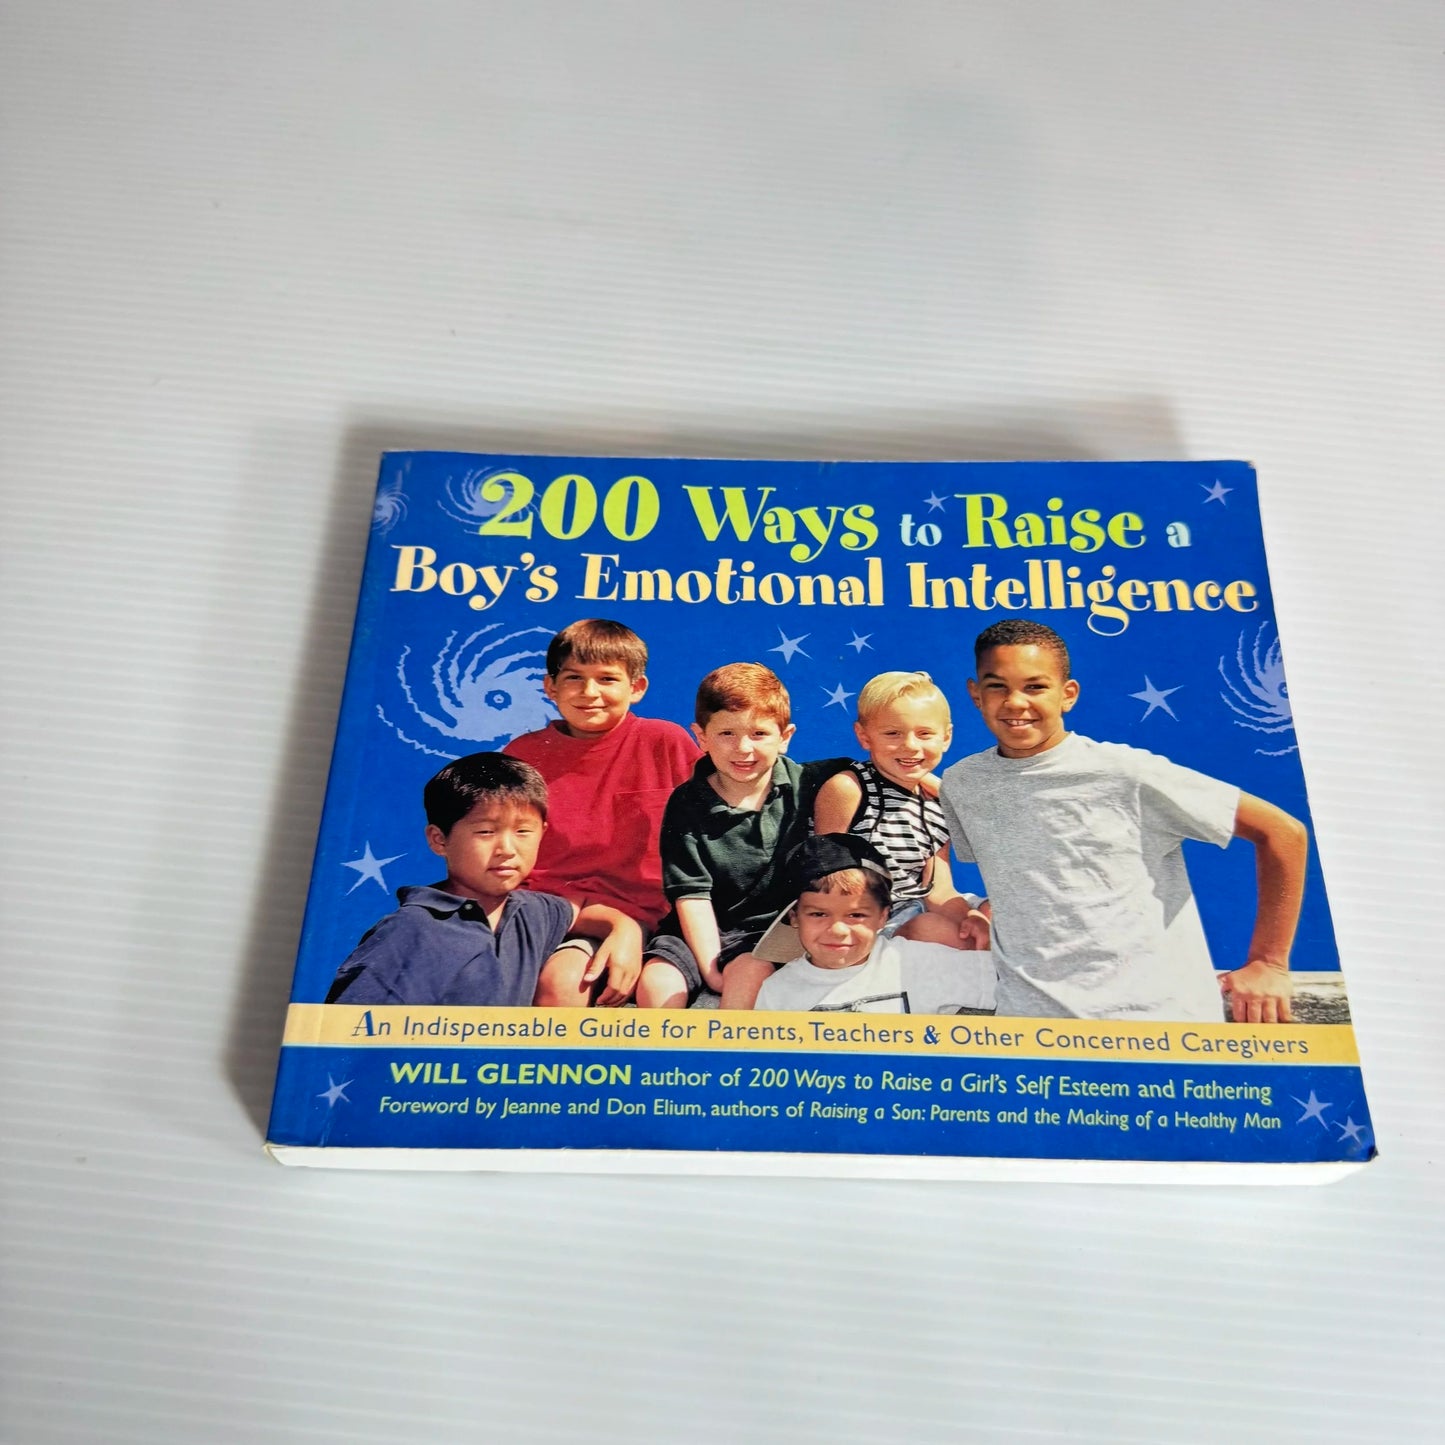 200 Ways to Raise a
Boy's Emotional Intelligence
An Indispensable Guide for Parents, Teachers & Other Concerned Caregivers
WILL GLENNON author of 200 Ways to Raise a Girl's Self Esteem and Fathering
Foreword by Jeanne and Don Elium, authors of Raising a Son: Parents and the Making of a Healthy Man